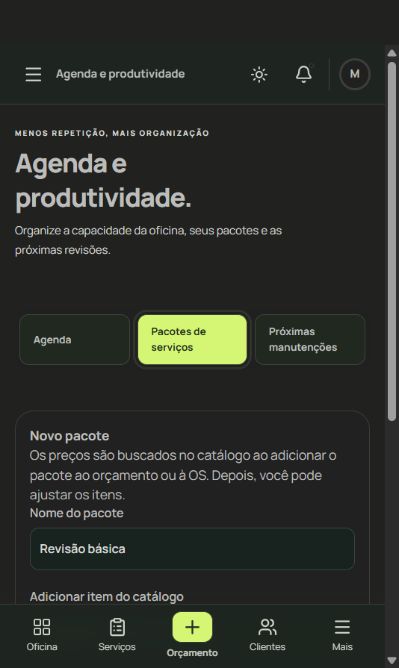 Agenda e produtividade
M
MENOS REPETIÇÃO, MAIS ORGANIZAÇÃO
Agenda e
produtividade.
Organize a capacidade da oficina, seus pacotes e as
próximas revisões.
Agenda
Pacotes de
serviços
Próximas
manutenções
Novo pacote
Os preços são buscados no catálogo ao adicionar o
pacote ao orçamento ou à OS. Depois, você pode
ajustar os itens.
Nome do pacote
Revisão básica
Adicionar item do catálogo
Oficina
Serviços
Orçamento
Clientes
Mais